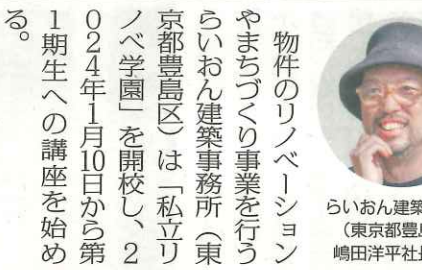 物件のリノベーション
やまちづくり事業を行う
らいおん建築事務所（東
京都豊島区）は「私立リ
ノベ学園」を開校し、2
024年1月10日から第
1期生への講座を始め
る。
らいおん建築
（東京都豊
嶋田洋平社